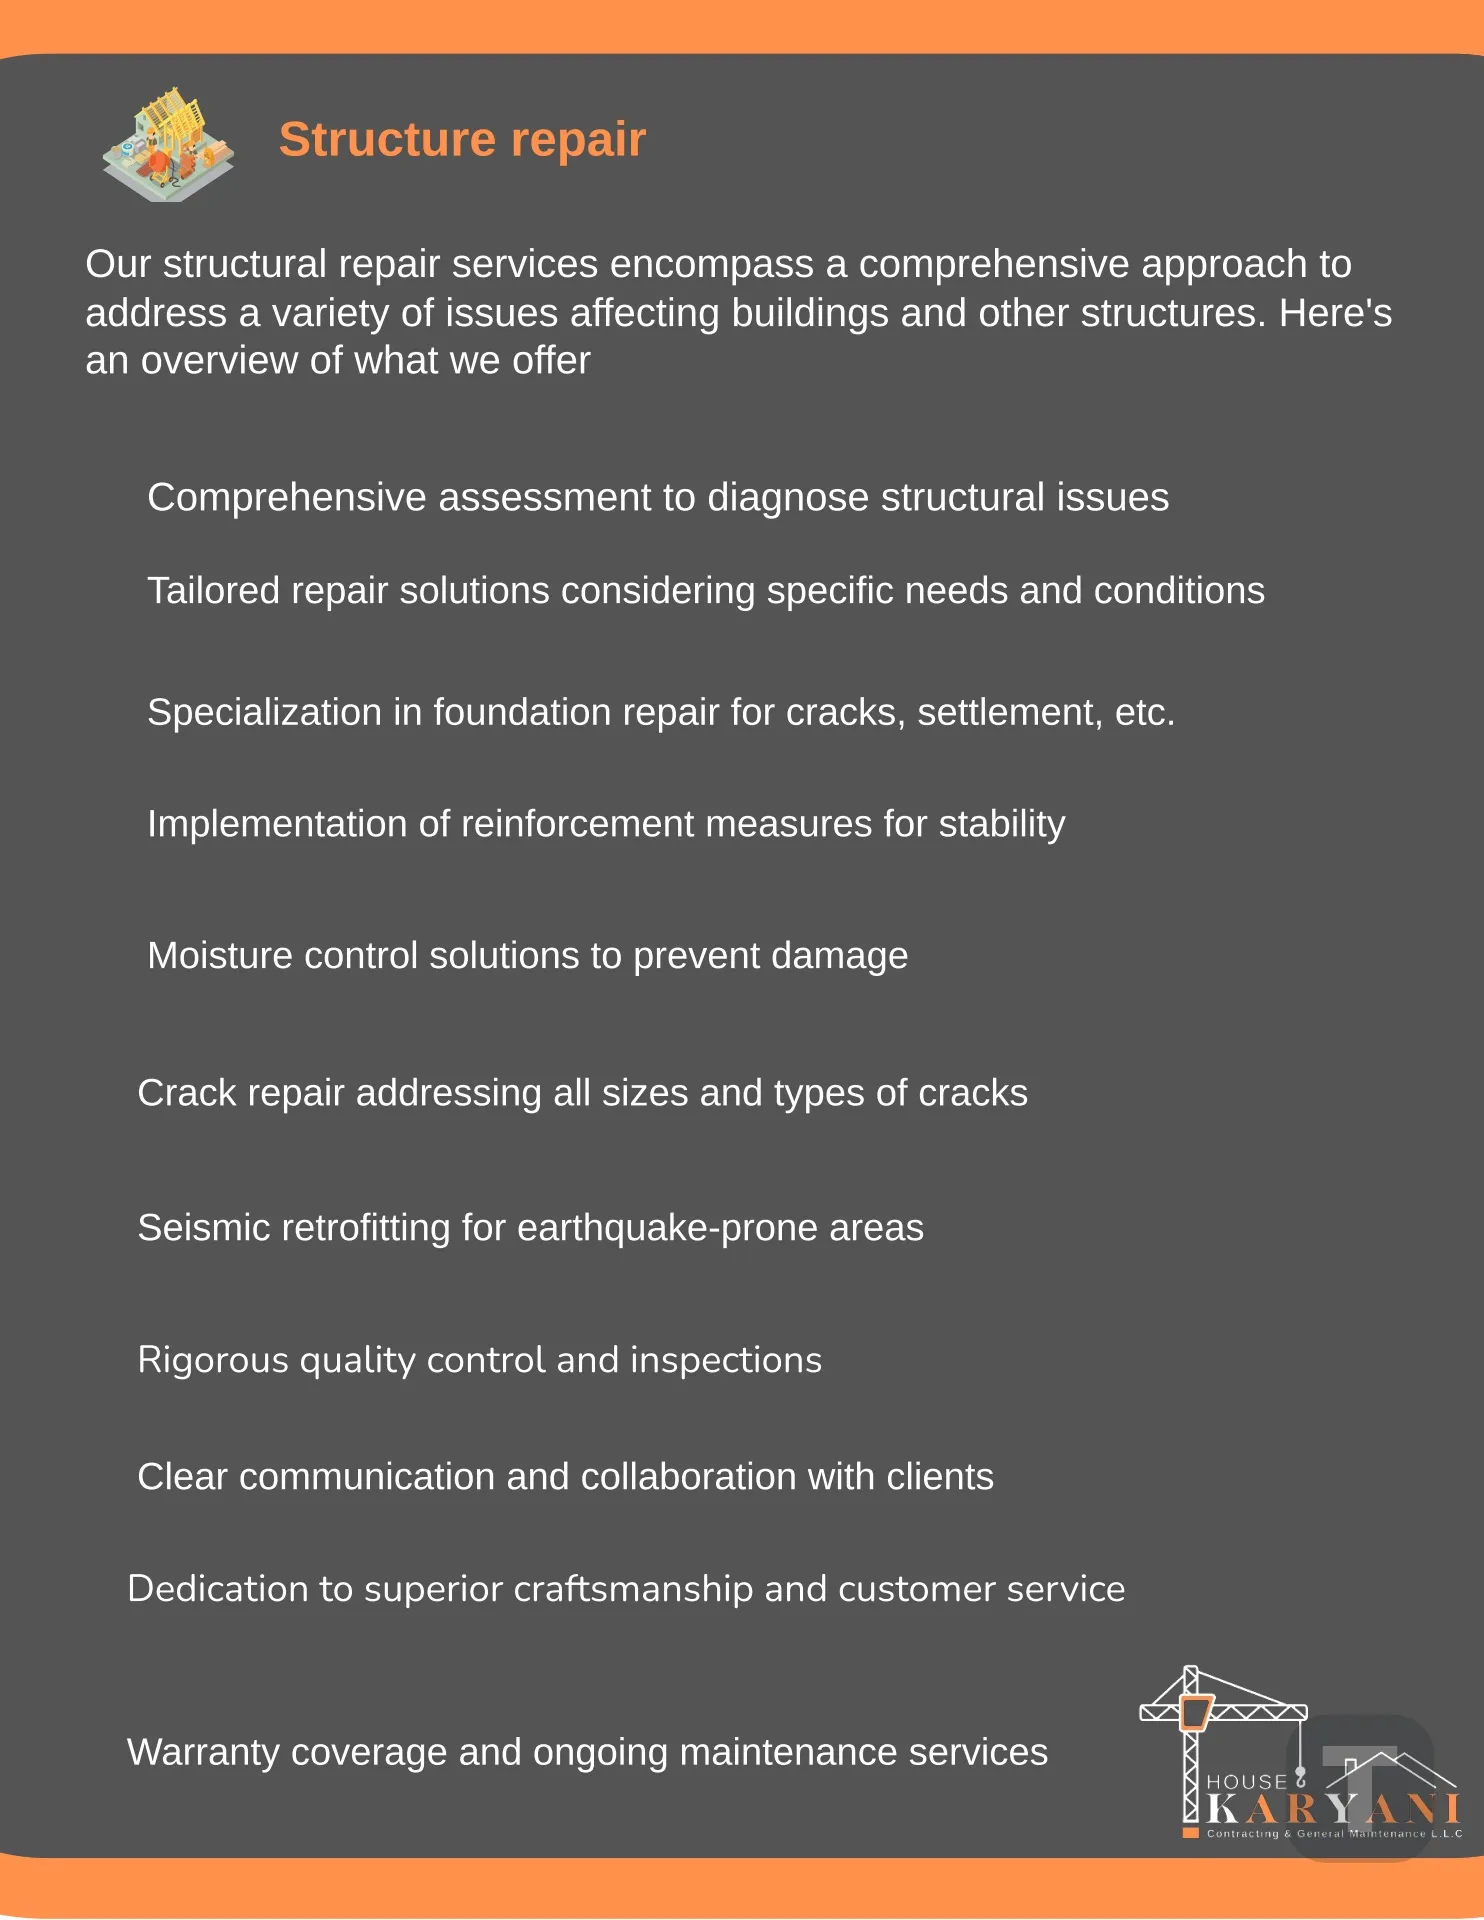 Structure repair
Our structural repair services encompass a comprehensive approach to
address a variety of issues affecting buildings and other structures. Here's
an overview of what we offer
Comprehensive assessment to diagnose structural issues
Tailored repair solutions considering specific needs and conditions
Specialization in foundation repair for cracks, settlement, etc.
Implementation of reinforcement measures for stability
Moisture control solutions to prevent damage
Crack repair addressing all sizes and types of cracks
Seismic retrofitting for earthquake-prone areas
Rigorous quality control and inspections
Clear communication and collaboration with clients
Dedication to superior craftsmanship and customer service
Warranty coverage and ongoing maintenance services
HOUSE
KARYANI
Contracting & General Maintenance L.L.C
T